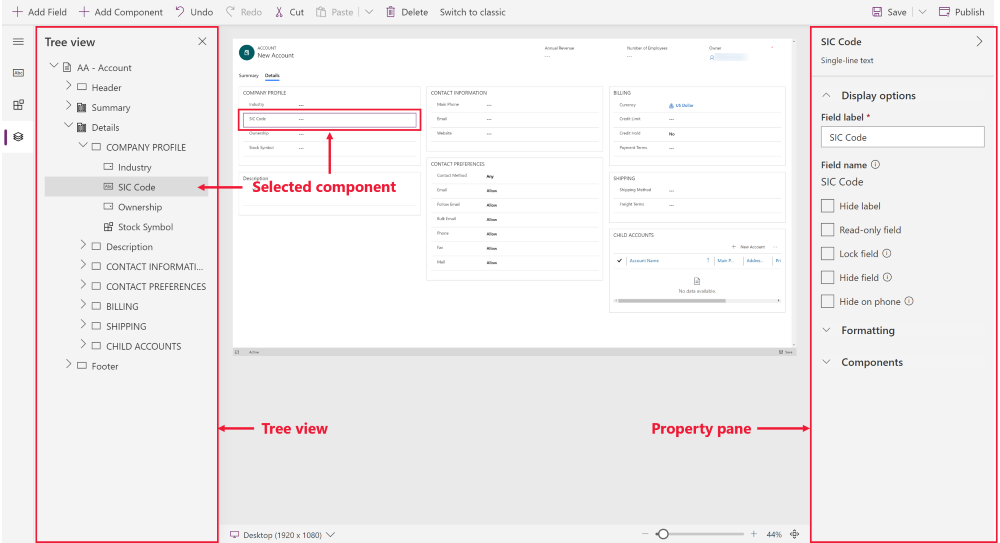 Add Field Add Component Undo Redo Cut Paste Delete Switch to classic Save Publish
Tree view
AA - Account
Header
Summary
Details
COMPANY PROFILE
Industry
Abc SIC Code
Ownership
Stock Symbol
Description
CONTACT INFORMATI...
CONTACT PREFERENCES
BILLING
SHIPPING
CHILD ACCOUNTS
Footer
Abc
ACCOUNT
New Account
Annual Revenue
---
Number of Employees
---
Owner
Summary Details
COMPANY PROFILE
Industry ---
SIC Code ---
Ownership ---
Stock Symbol ---
Description
CONTACT INFORMATION
Main Phone ---
Email ---
Website ---
CONTACT PREFERENCES
Contact Method Any
Email Allow
Follow Email Allow
Bulk Email Allow
Phone Allow
Fax Allow
Mail Allow
BILLING
Currency US Dollar
Credit Limit ---
Credit Hold No
Payment Terms ---
SHIPPING
Shipping Method ---
Freight Terms ---
CHILD ACCOUNTS
New Account
Account Name Main P... Addres... Pri
No data available.
Active Save
Selected component
Tree view
Property pane
Desktop (1920 x 1080) 44%
SIC Code
Single-line text
Display options
Field label *
SIC Code
Field name
SIC Code
Hide label
Read-only field
Lock field
Hide field
Hide on phone
Formatting
Components